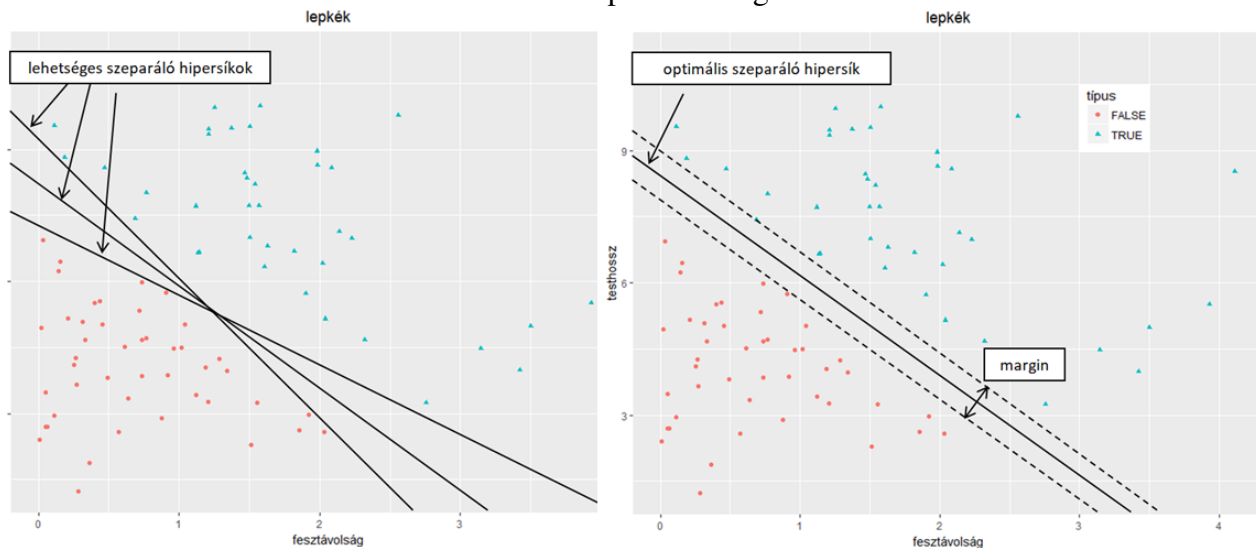 lepkék
lehetséges szeparáló hipersíkok
0
1
2
3
fesztávolság
lepkék
optimális szeparáló hipersík
típus
FALSE
TRUE
margin
9
6
3
testhossz
0
1
2
3
4
fesztávolság